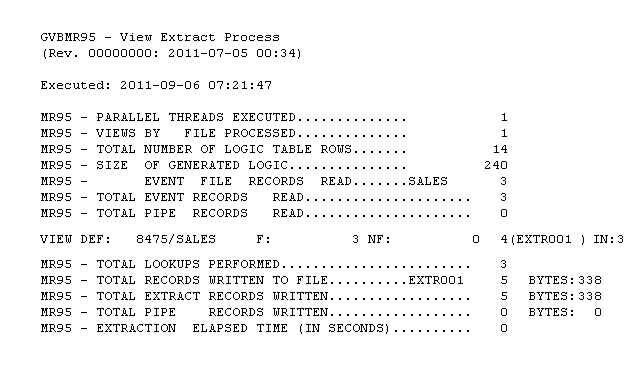 GVBMR95 - View Extract Process
(Rev. 00000000: 2011-07-05 00:34)
Executed: 2011-09-06 07:21:47
MR95 - PARALLEL THREADS EXECUTED.............. 1
MR95 - VIEWS BY   FILE PROCESSED.............. 1
MR95 - TOTAL NUMBER OF LOGIC TABLE ROWS....... 14
MR95 - SIZE  OF GENERATED LOGIC............... 240
MR95 -       EVENT  FILE  RECORDS  READ.......SALES 3
MR95 - TOTAL EVENT RECORDS   READ..................... 3
MR95 - TOTAL PIPE  RECORDS   READ..................... 0
VIEW DEF:   8475/SALES     F:          3 NF:          0  4(EXTR001 ) IN:3
MR95 - TOTAL LOOKUPS PERFORMED........................ 3
MR95 - TOTAL RECORDS WRITTEN TO FILE..........EXTR001 5  BYTES:338
MR95 - TOTAL EXTRACT RECORDS WRITTEN.................. 5  BYTES:338
MR95 - TOTAL PIPE    RECORDS WRITTEN.................. 0  BYTES:  0
MR95 - EXTRACTION  ELAPSED TIME (IN SECONDS).......... 0